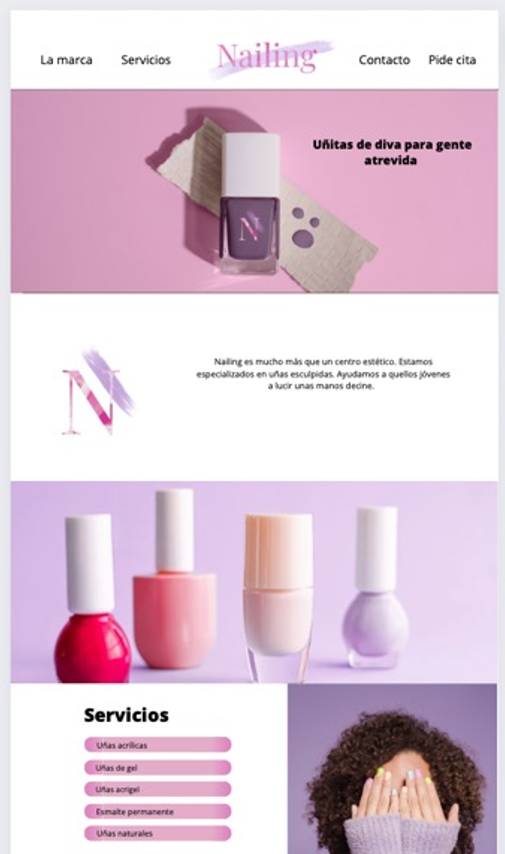 La marca
Servicios
Nailing
Contacto
Pide cita
Uñitas de diva para gente
atrevida
N
N
Nailing es mucho más que un centro estético. Estamos
especializados en uñas esculpidas. Ayudamos a quellos jóvenes
a lucir unas manos decine.
Servicios
Uñas acrílicas
Uñas de gel
Uñas acrigel
Esmalte permanente
Uñas naturales